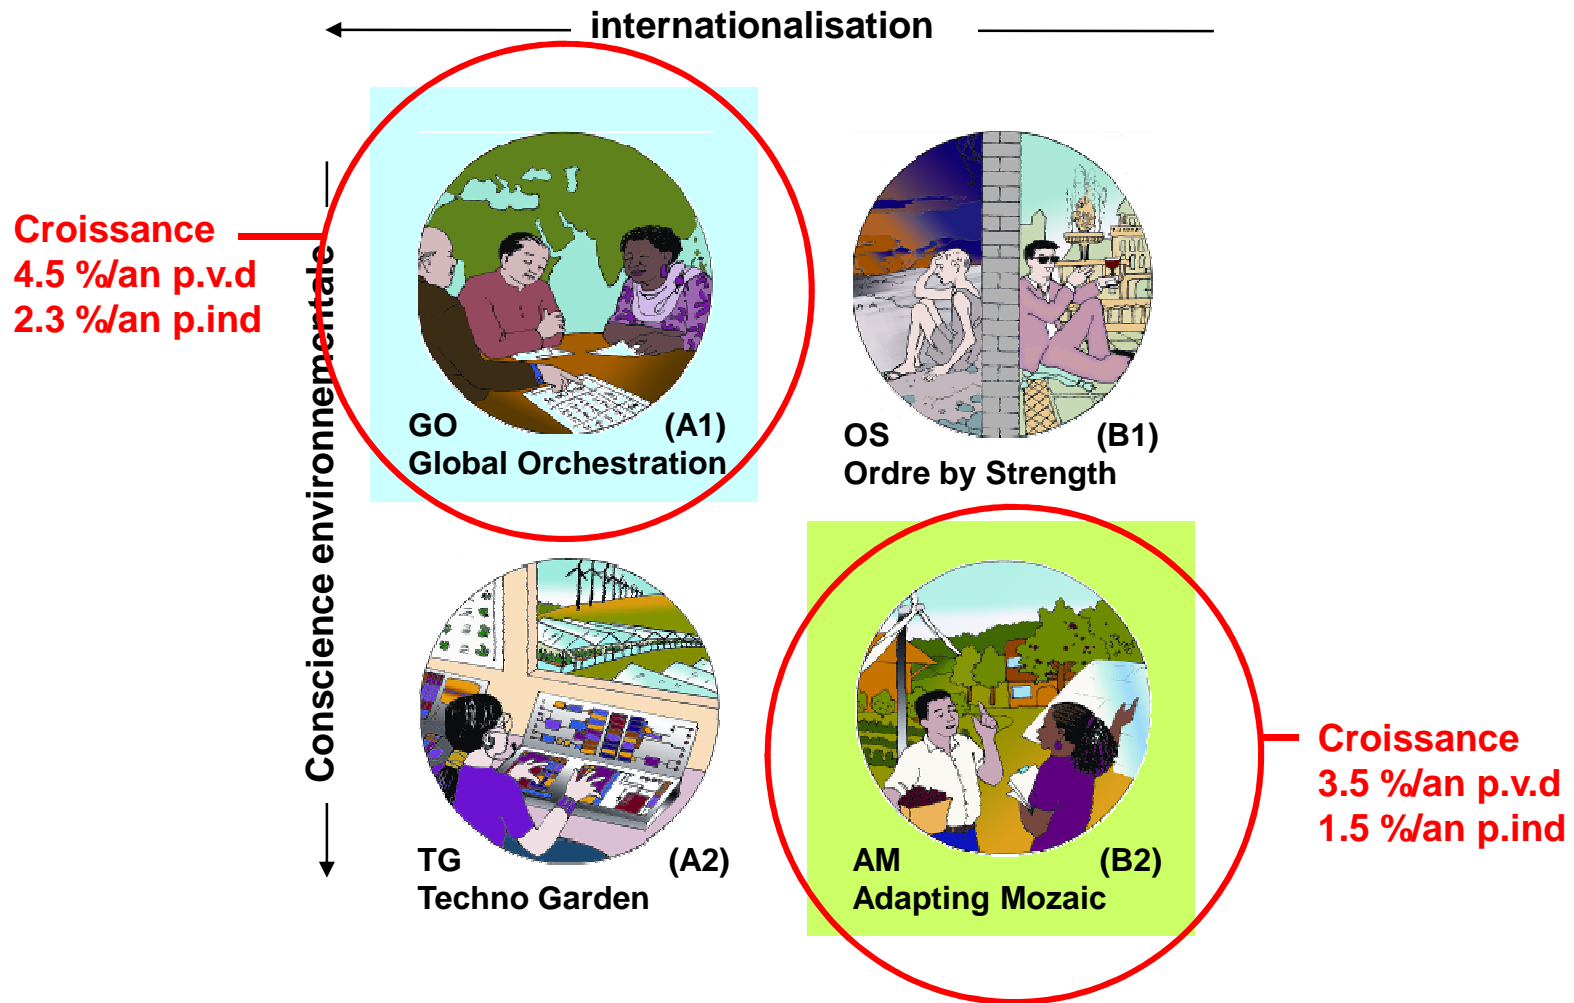 internationalisation
Conscience environnementale
Croissance
4.5 %/an p.v.d
2.3 %/an p.ind
GO (A1)
Global Orchestration
OS (B1)
Ordre by Strength
TG (A2)
Techno Garden
AM (B2)
Adapting Mozaic
Croissance
3.5 %/an p.v.d
1.5 %/an p.ind